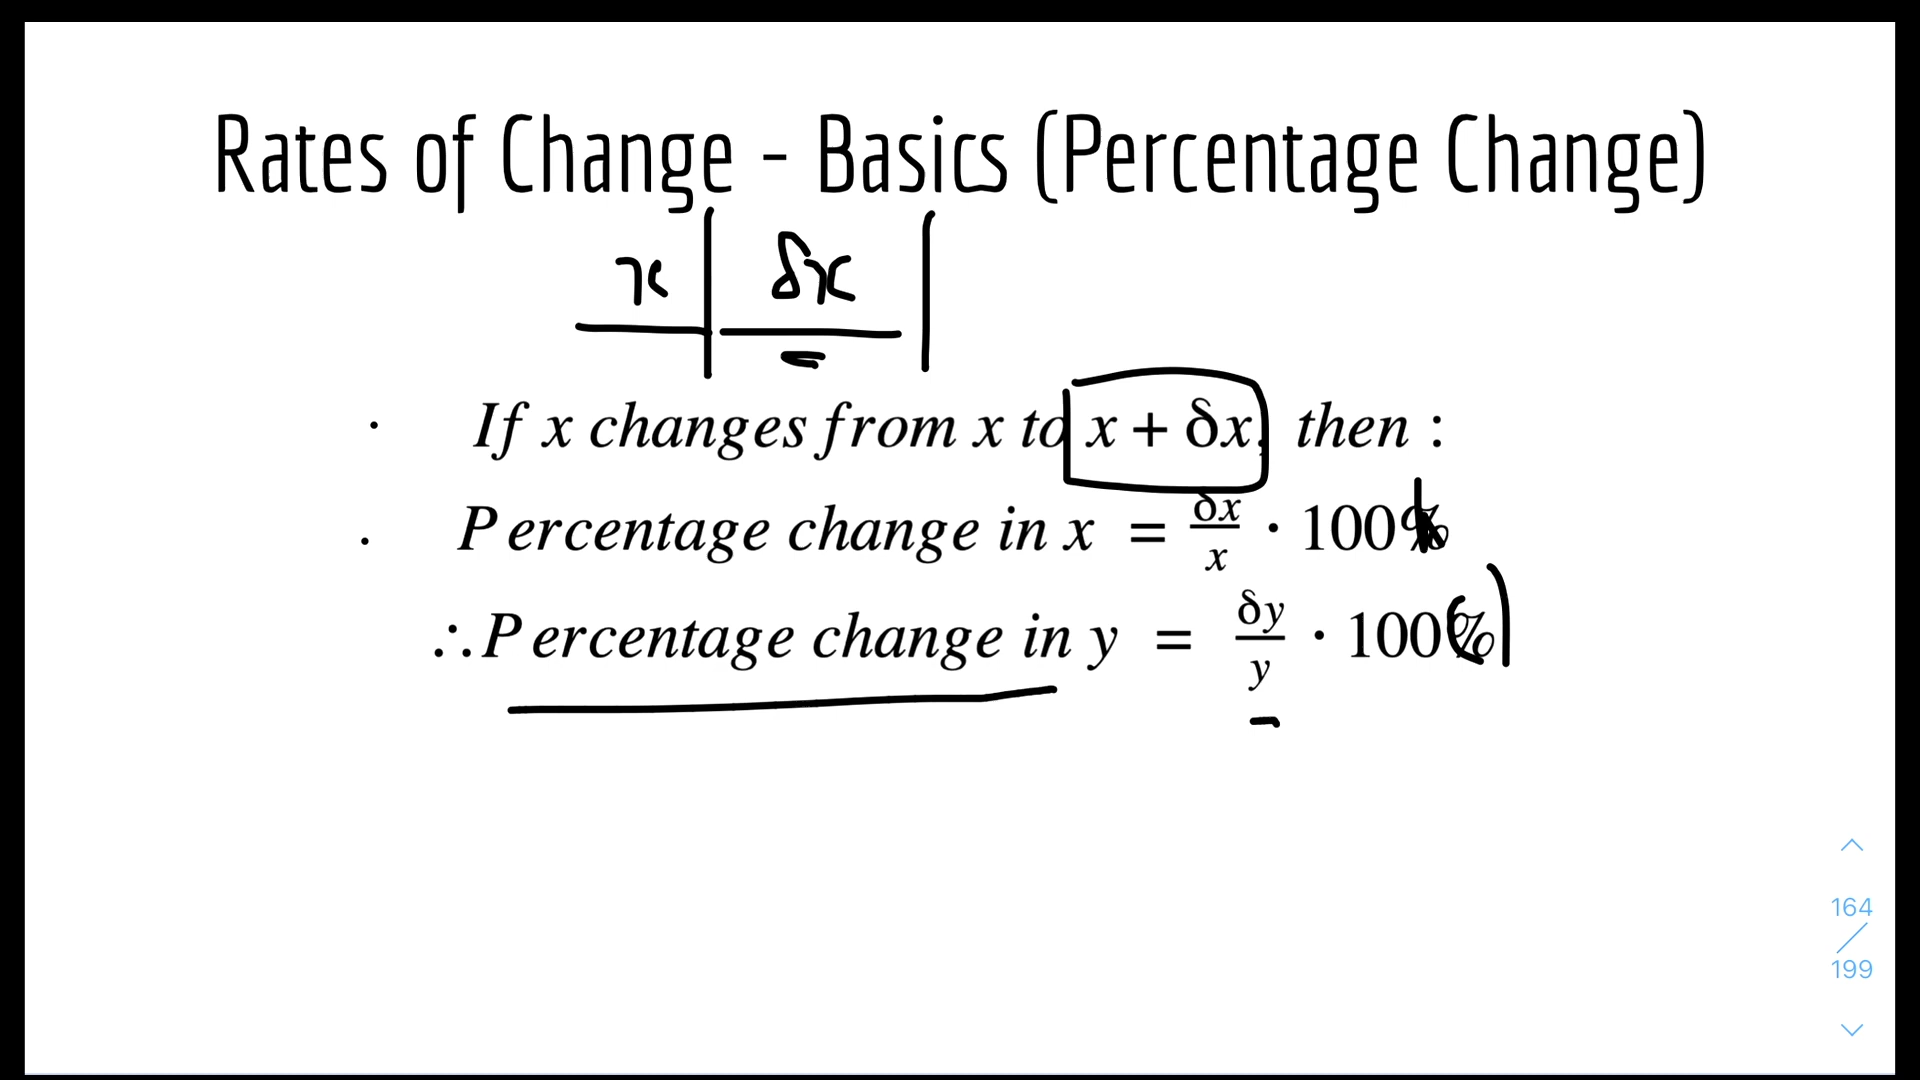 Rates of Change - Basics (Percentage Change)
x δx
· If x changes from x to x + δx, then :
· Percentage change in x = δx/x · 100%
∴ Percentage change in y = δy/y · 100%
164
/
199